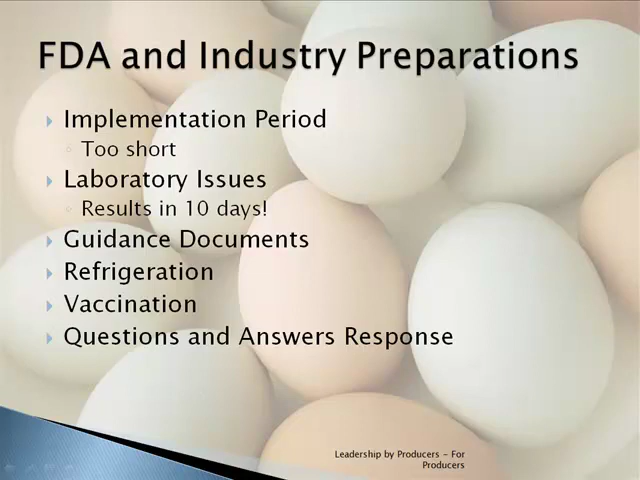 FDA and Industry Preparations
Implementation Period
Too short
Laboratory Issues
Results in 10 days!
Guidance Documents
Refrigeration
Vaccination
Questions and Answers Response
Leadership by Producers - For
Producers